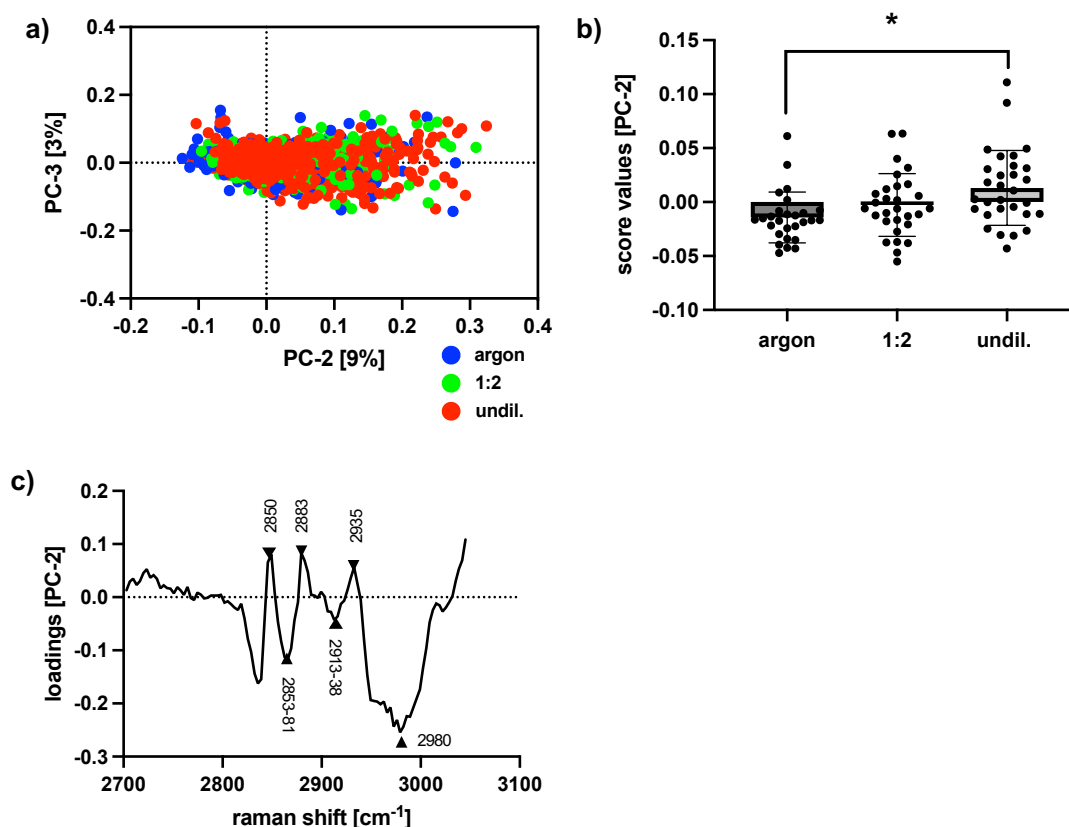 a)
PC-3 [3%]
0.4
0.2
0.0
-0.2
-0.4
-0.2 -0.1 0.0 0.1 0.2 0.3 0.4
PC-2 [9%]
argon
1:2
undil.
b)
score values [PC-2]
0.15
0.10
0.05
0.00
-0.05
-0.10
*
argon 1:2 undil.
c)
loadings [PC-2]
0.2
0.1
0.0
-0.1
-0.2
-0.3
2850
2883
2935
2853-81
2913-38
2980
2700 2800 2900 3000 3100
raman shift [cm⁻¹]